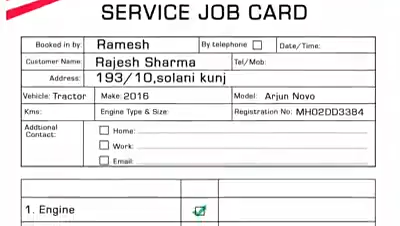 SERVICE JOB CARD
Booked in by: Ramesh By telephone Date/Time:
Customer Name: Rajesh Sharma Tel/Mob:
Address: 193/10,solani kunj
Vehicle: Tractor Make: 2016 Model: Arjun Novo
Kms: Engine Type & Size: Registration No: MH02DD3384
Addtional Home:
Contact: Work:
Email:
1. Engine